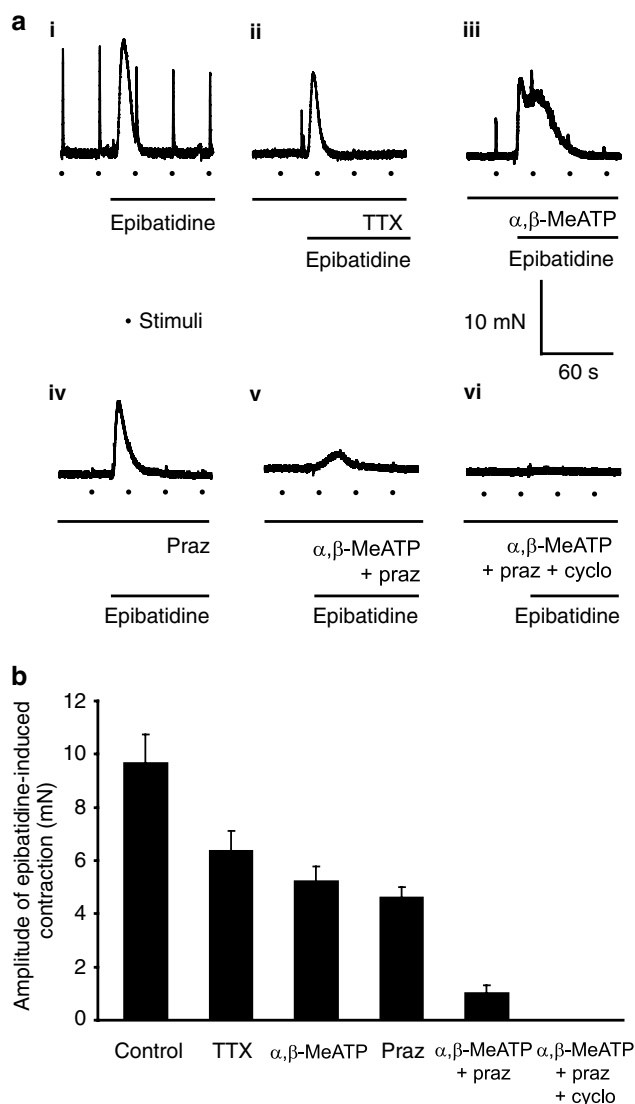 a
i
ii
iii
Epibatidine
TTX
Epibatidine
α,β-MeATP
Epibatidine
• Stimuli
10 mN
60 s
iv
v
vi
Praz
Epibatidine
α,β-MeATP
+ praz
Epibatidine
α,β-MeATP
+ praz + cyclo
Epibatidine
b
Amplitude of epibatidine-induced
contraction (mN)
12
10
8
6
4
2
0
Control
TTX
α,β-MeATP
Praz
α,β-MeATP
+ praz
α,β-MeATP
+ praz
+ cyclo